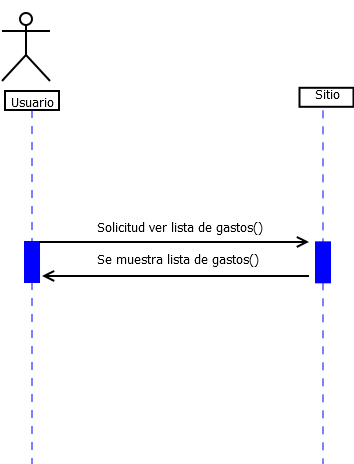 Usuario
Sitio
Solicitud ver lista de gastos()
Se muestra lista de gastos()